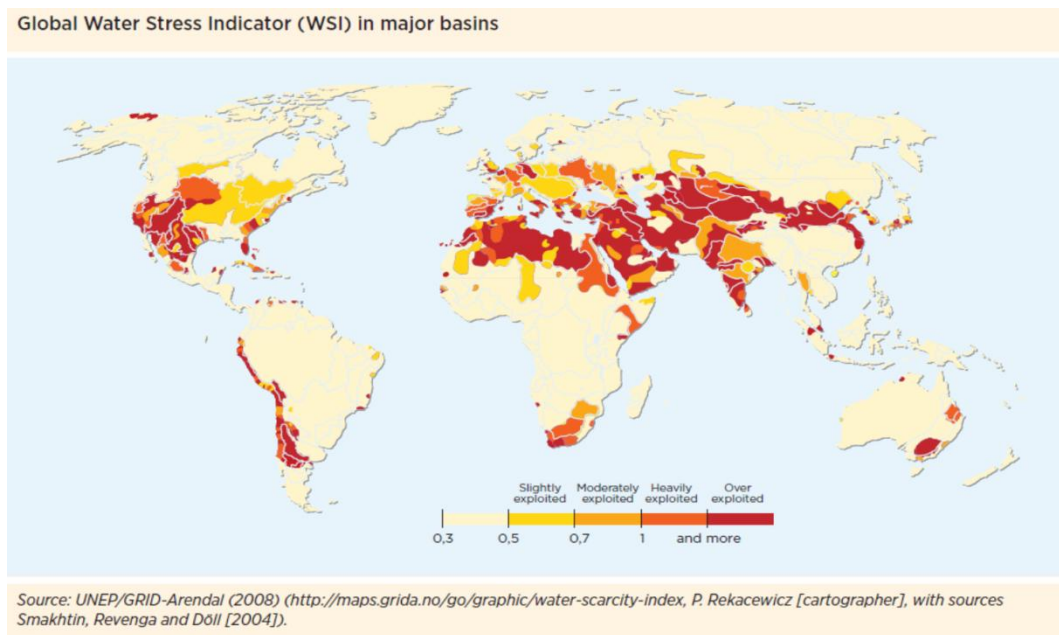 Global Water Stress Indicator (WSI) in major basins
Slightly exploited
Moderately exploited
Heavily exploited
Over exploited
0,3
0,5
0,7
1
and more
Source: UNEP/GRID-Arendal (2008) (http://maps.grida.no/go/graphic/water-scarcity-index, P. Rekacewicz [cartographer], with sources
Smakhtin, Revenga and Döll [2004]).